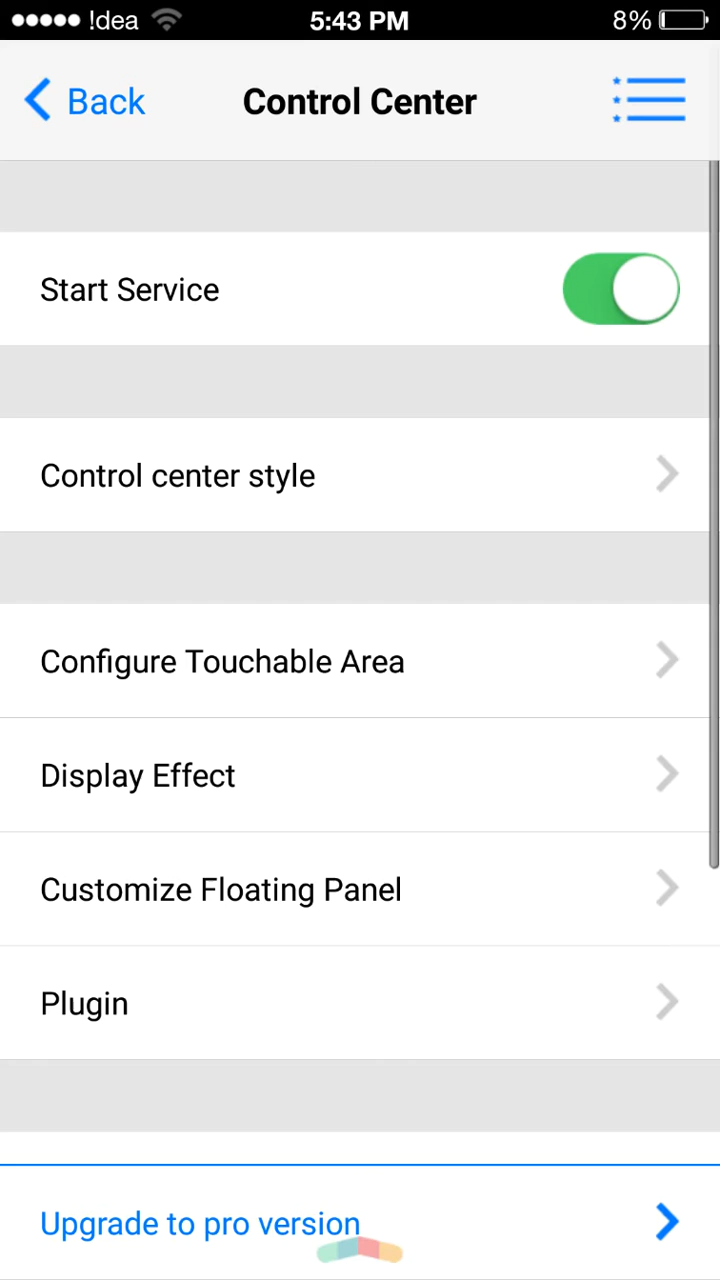 !dea 5:43 PM 8%
Back Control Center
Start Service
Control center style
Configure Touchable Area
Display Effect
Customize Floating Panel
Plugin
Upgrade to pro version